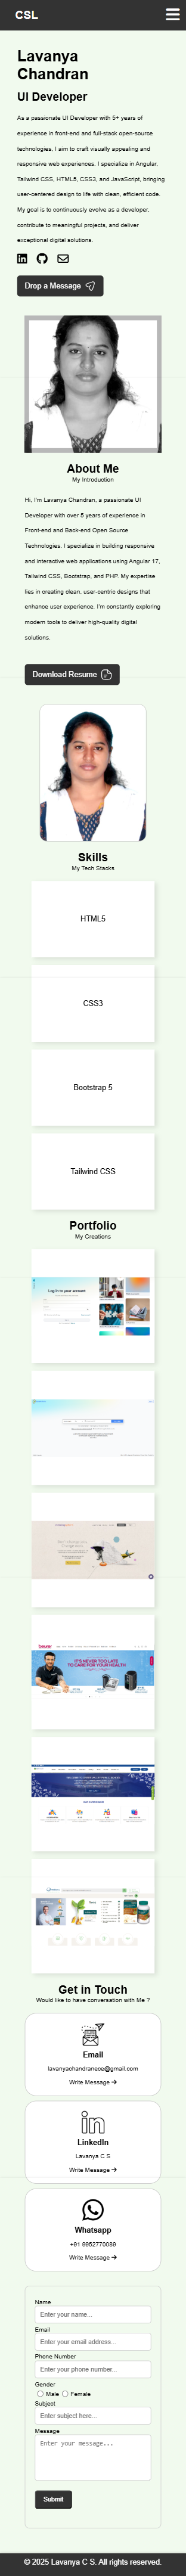 CSL
Lavanya
Chandran
UI Developer
As a passionate UI Developer with 5+ years of
experience in front-end and full-stack open-source
technologies, I aim to craft visually appealing and
responsive web experiences. I specialize in Angular,
Tailwind CSS, HTML5, CSS3, and JavaScript, bringing
user-centered design to life with clean, efficient code.
My goal is to continuously evolve as a developer,
contribute to meaningful projects, and deliver
exceptional digital solutions.
Drop a Message
About Me
My Introduction
Hi, I'm Lavanya Chandran, a passionate UI
Developer with over 5 years of experience in
Front-end and Back-end Open Source
Technologies. I specialize in building responsive
and interactive web applications using Angular 17,
Tailwind CSS, Bootstrap, and PHP. My expertise
lies in creating clean, user-centric designs that
enhance user experience. I'm constantly exploring
modern tools to deliver high-quality digital
solutions.
Download Resume
Skills
My Tech Stacks
HTML5
CSS3
Bootstrap 5
Tailwind CSS
Portfolio
My Creations
Log in to your account
beurer
IT'S NEVER TOO LATE
TO CARE FOR YOUR HEALTH
Get in Touch
Would like to have conversation with Me ?
Email
lavanyachandranece@gmail.com
Write Message
LinkedIn
Lavanya C S
Write Message
Whatsapp
+91 9952770089
Write Message
Name
Enter your name...
Email
Enter your email address...
Phone Number
Enter your phone number...
Gender
Male Female
Subject
Enter subject here...
Message
Enter your message...
Submit
© 2025 Lavanya C S. All rights reserved.